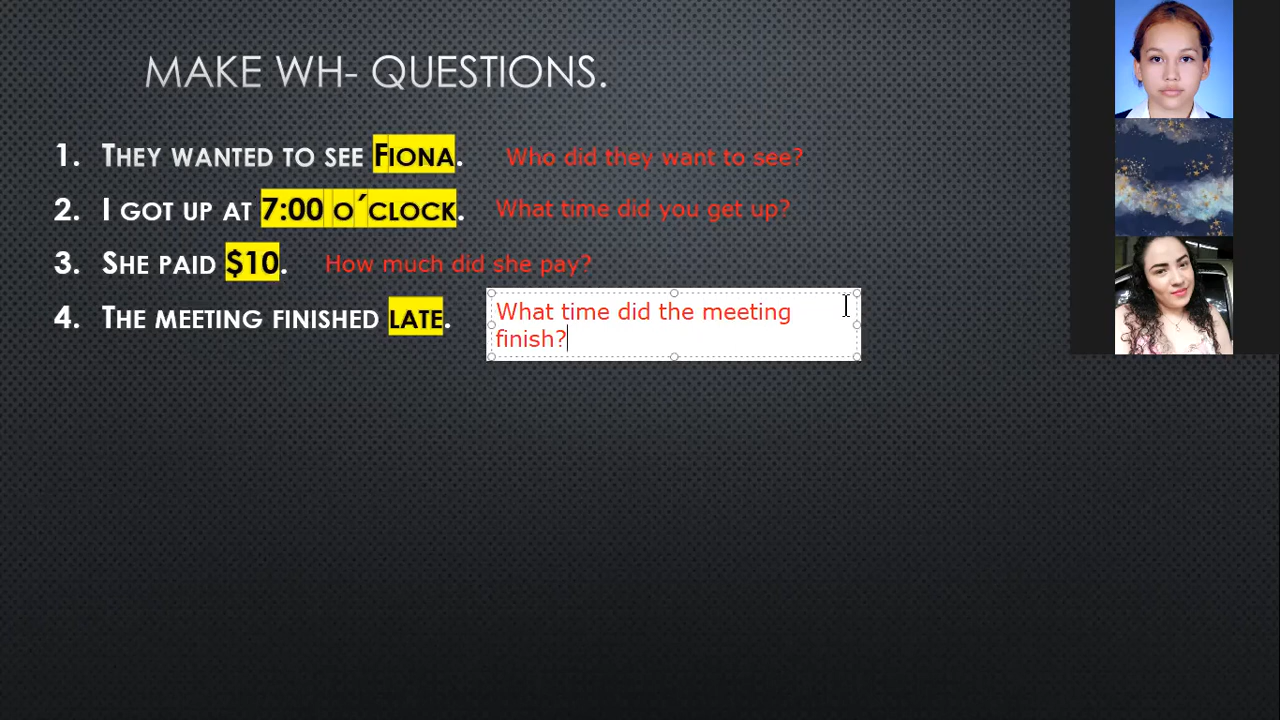 MAKE WH- QUESTIONS.
1. THEY WANTED TO SEE FIONA. Who did they want to see?
2. I GOT UP AT 7:00 O´CLOCK. What time did you get up?
3. SHE PAID $10. How much did she pay?
4. THE MEETING FINISHED LATE. What time did the meeting
finish?